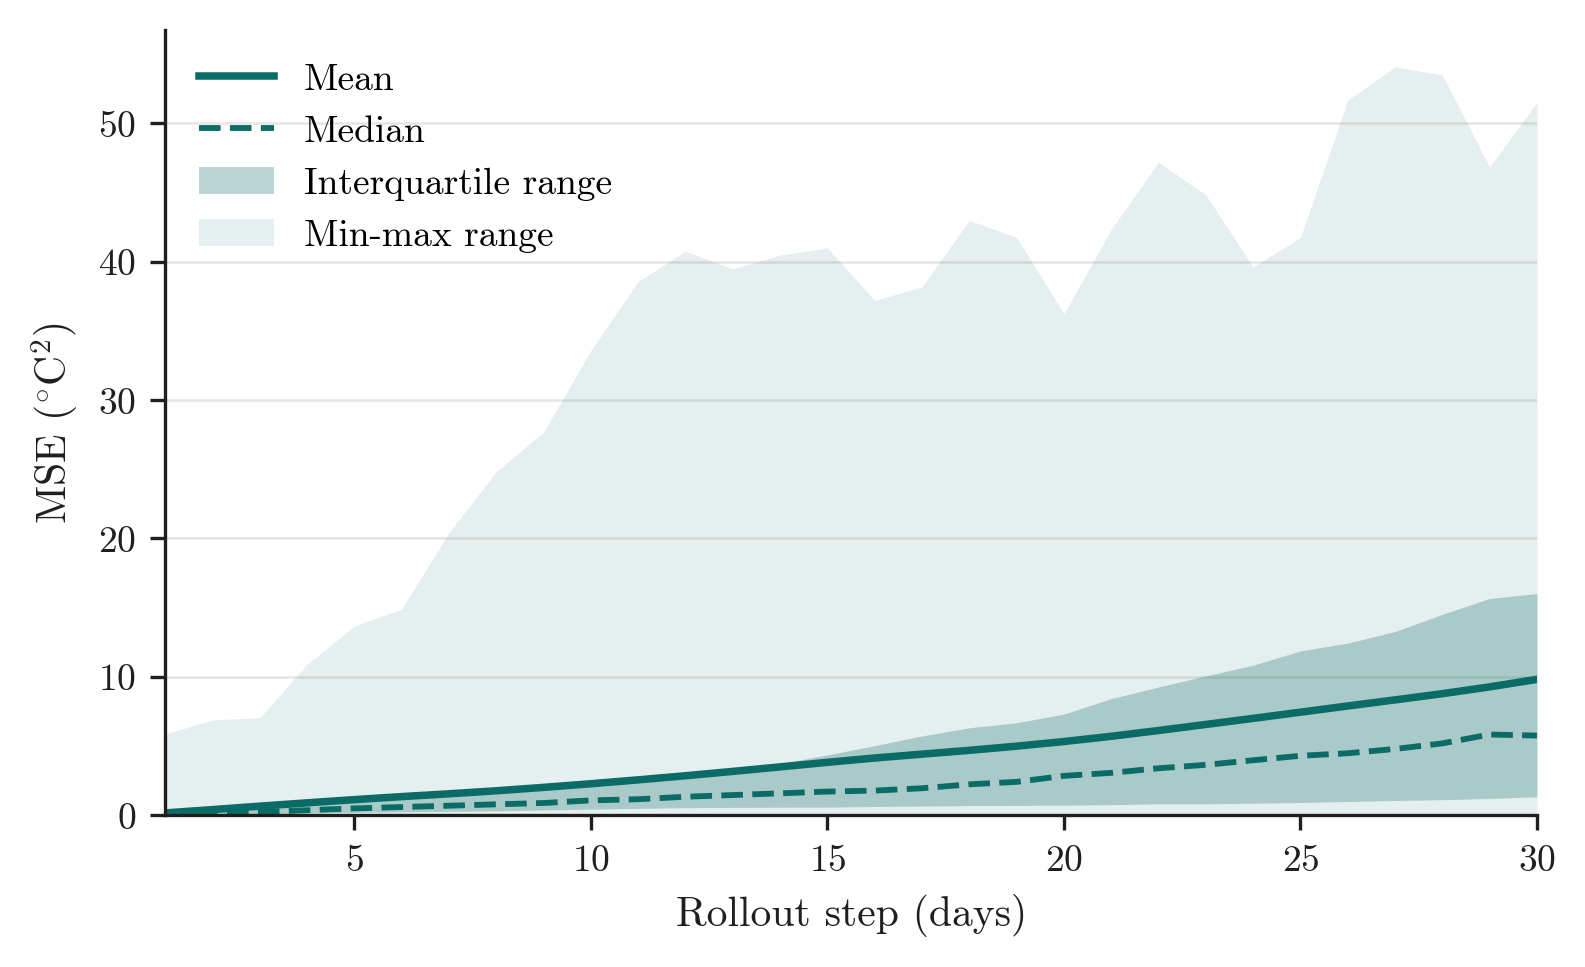 Mean
Median
Interquartile range
Min-max range
50
40
30
20
10
0
MSE (°C²)
5 10 15 20 25 30
Rollout step (days)